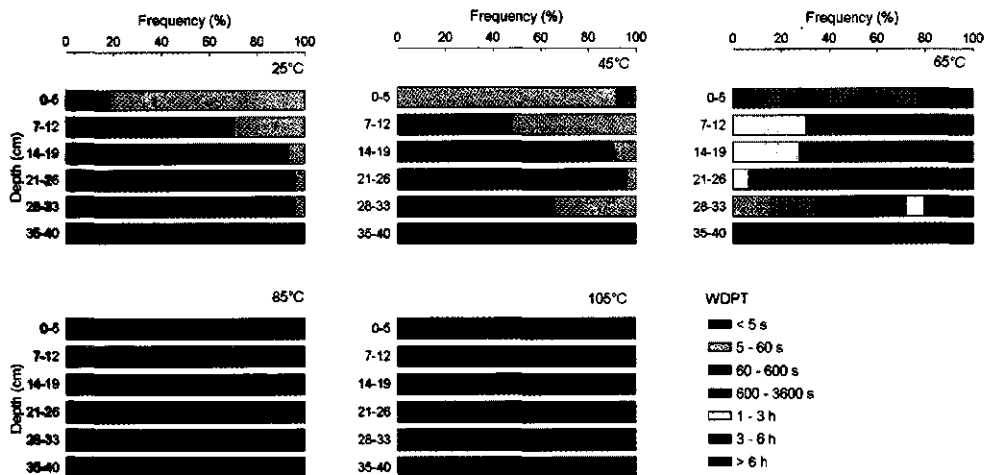 Frequency (%)
0 20 40 60 80 100
25°C
Depth (cm)
0-5
7-12
14-19
21-26
28-33
35-40
Frequency (%)
0 20 40 60 80 100
45°C
0-5
7-12
14-19
21-26
28-33
35-40
Frequency (%)
0 20 40 60 80 100
65°C
0-5
7-12
14-19
21-26
28-33
35-40
85°C
Depth (cm)
0-5
7-12
14-19
21-26
28-33
35-40
105°C
0-5
7-12
14-19
21-26
28-33
35-40
WDPT
< 5 s
5 - 60 s
60 - 600 s
600 - 3600 s
1 - 3 h
3 - 6 h
> 6 h